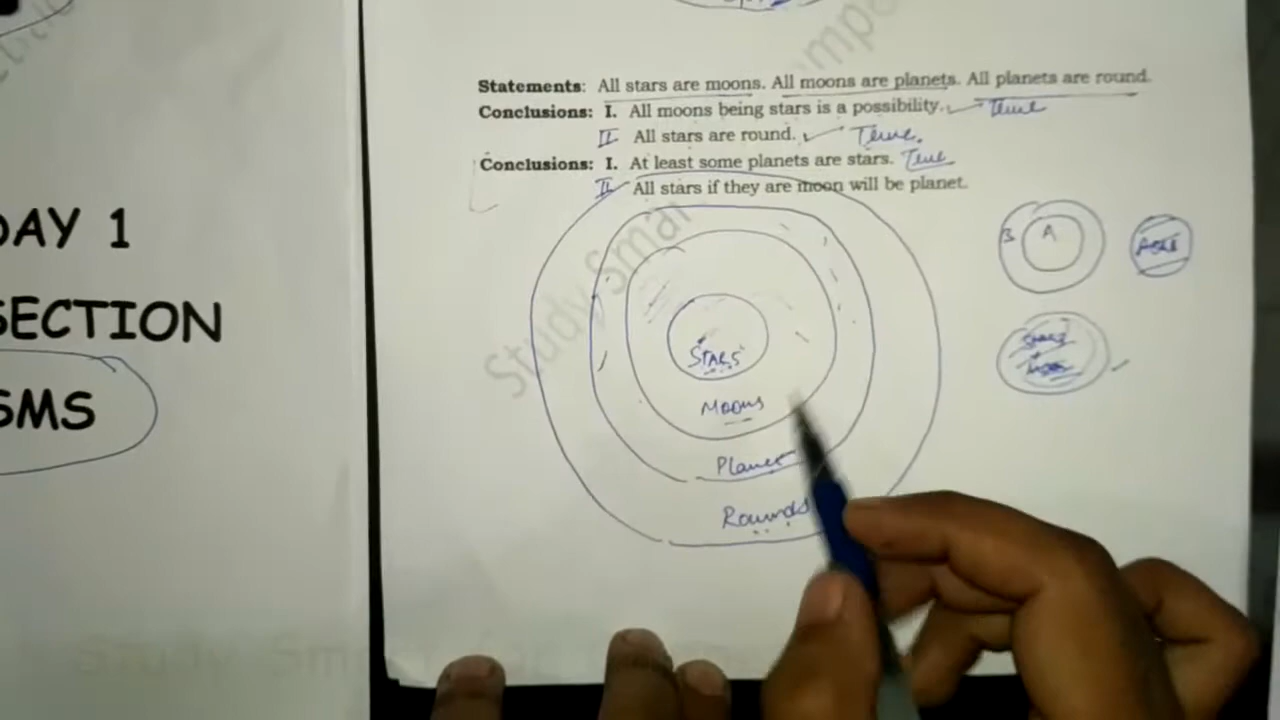 DAY 1
SECTION
SMS
Statements: All stars are moons. All moons are planets. All planets are round.
Conclusions: I. All moons being stars is a possibility. True
II All stars are round. True.
Conclusions: I. At least some planets are stars. True
II All stars if they are moon will be planet.
B A
Stars
Moons
Planet
Rounds
Study Smart